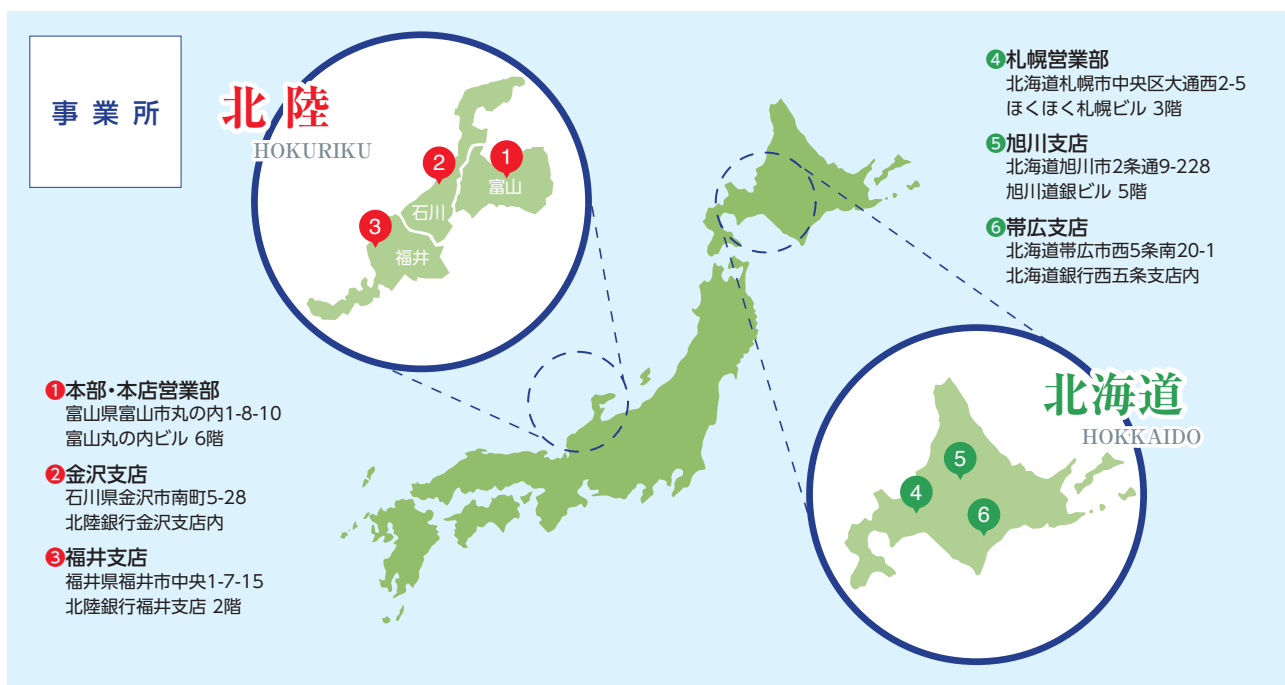 事業所
北陸
HOKURIKU
1
2
3
富山
石川
福井
❶本部・本店営業部
富山県富山市丸の内1-8-10
富山丸の内ビル 6階
❷金沢支店
石川県金沢市南町5-28
北陸銀行金沢支店内
❸福井支店
福井県福井市中央1-7-15
北陸銀行福井支店 2階
❹札幌営業部
北海道札幌市中央区大通西2-5
ほくほく札幌ビル 3階
❺旭川支店
北海道旭川市2条通9-228
旭川道銀ビル 5階
❻帯広支店
北海道帯広市西5条南20-1
北海道銀行西五条支店内
北海道
HOKKAIDO
5
4
6